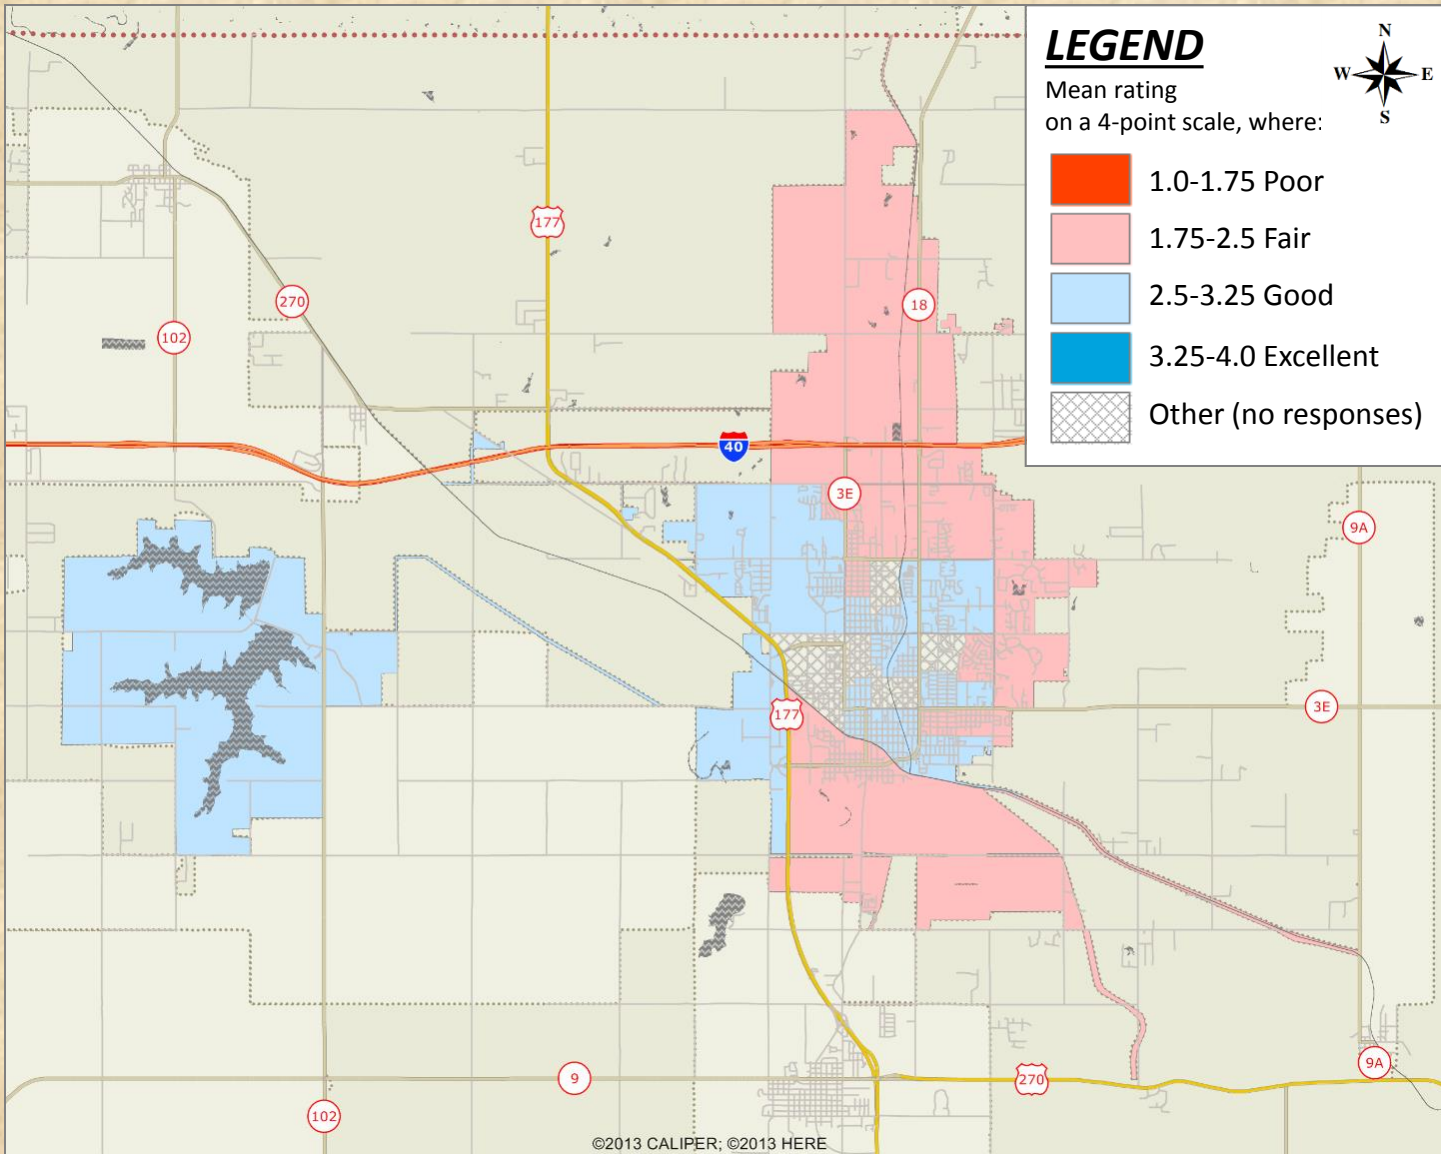 LEGEND
Mean rating
on a 4-point scale, where:
N
W E
S
1.0-1.75 Poor
1.75-2.5 Fair
2.5-3.25 Good
3.25-4.0 Excellent
Other (no responses)
177
270
18
102
40
3E
9A
3E
177
9
270
9A
102
©2013 CALIPER; ©2013 HERE